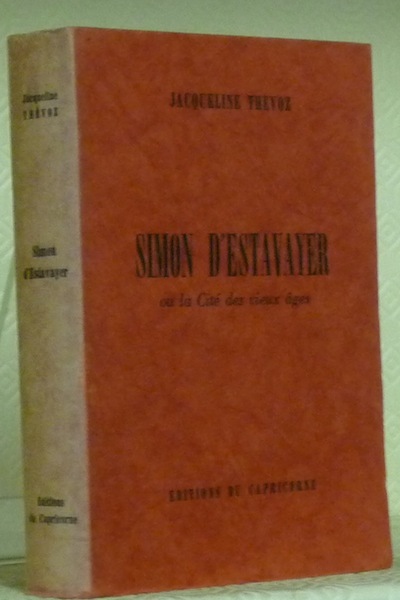 Jacqueline
THÉVOZ
Simon
d'Estavayer
Editions
du Capricorne
JACQUELINE THÉVOZ
SIMON D'ESTAVAYER
ou la Cité des vieux âges
EDITIONS DU CAPRICORNE